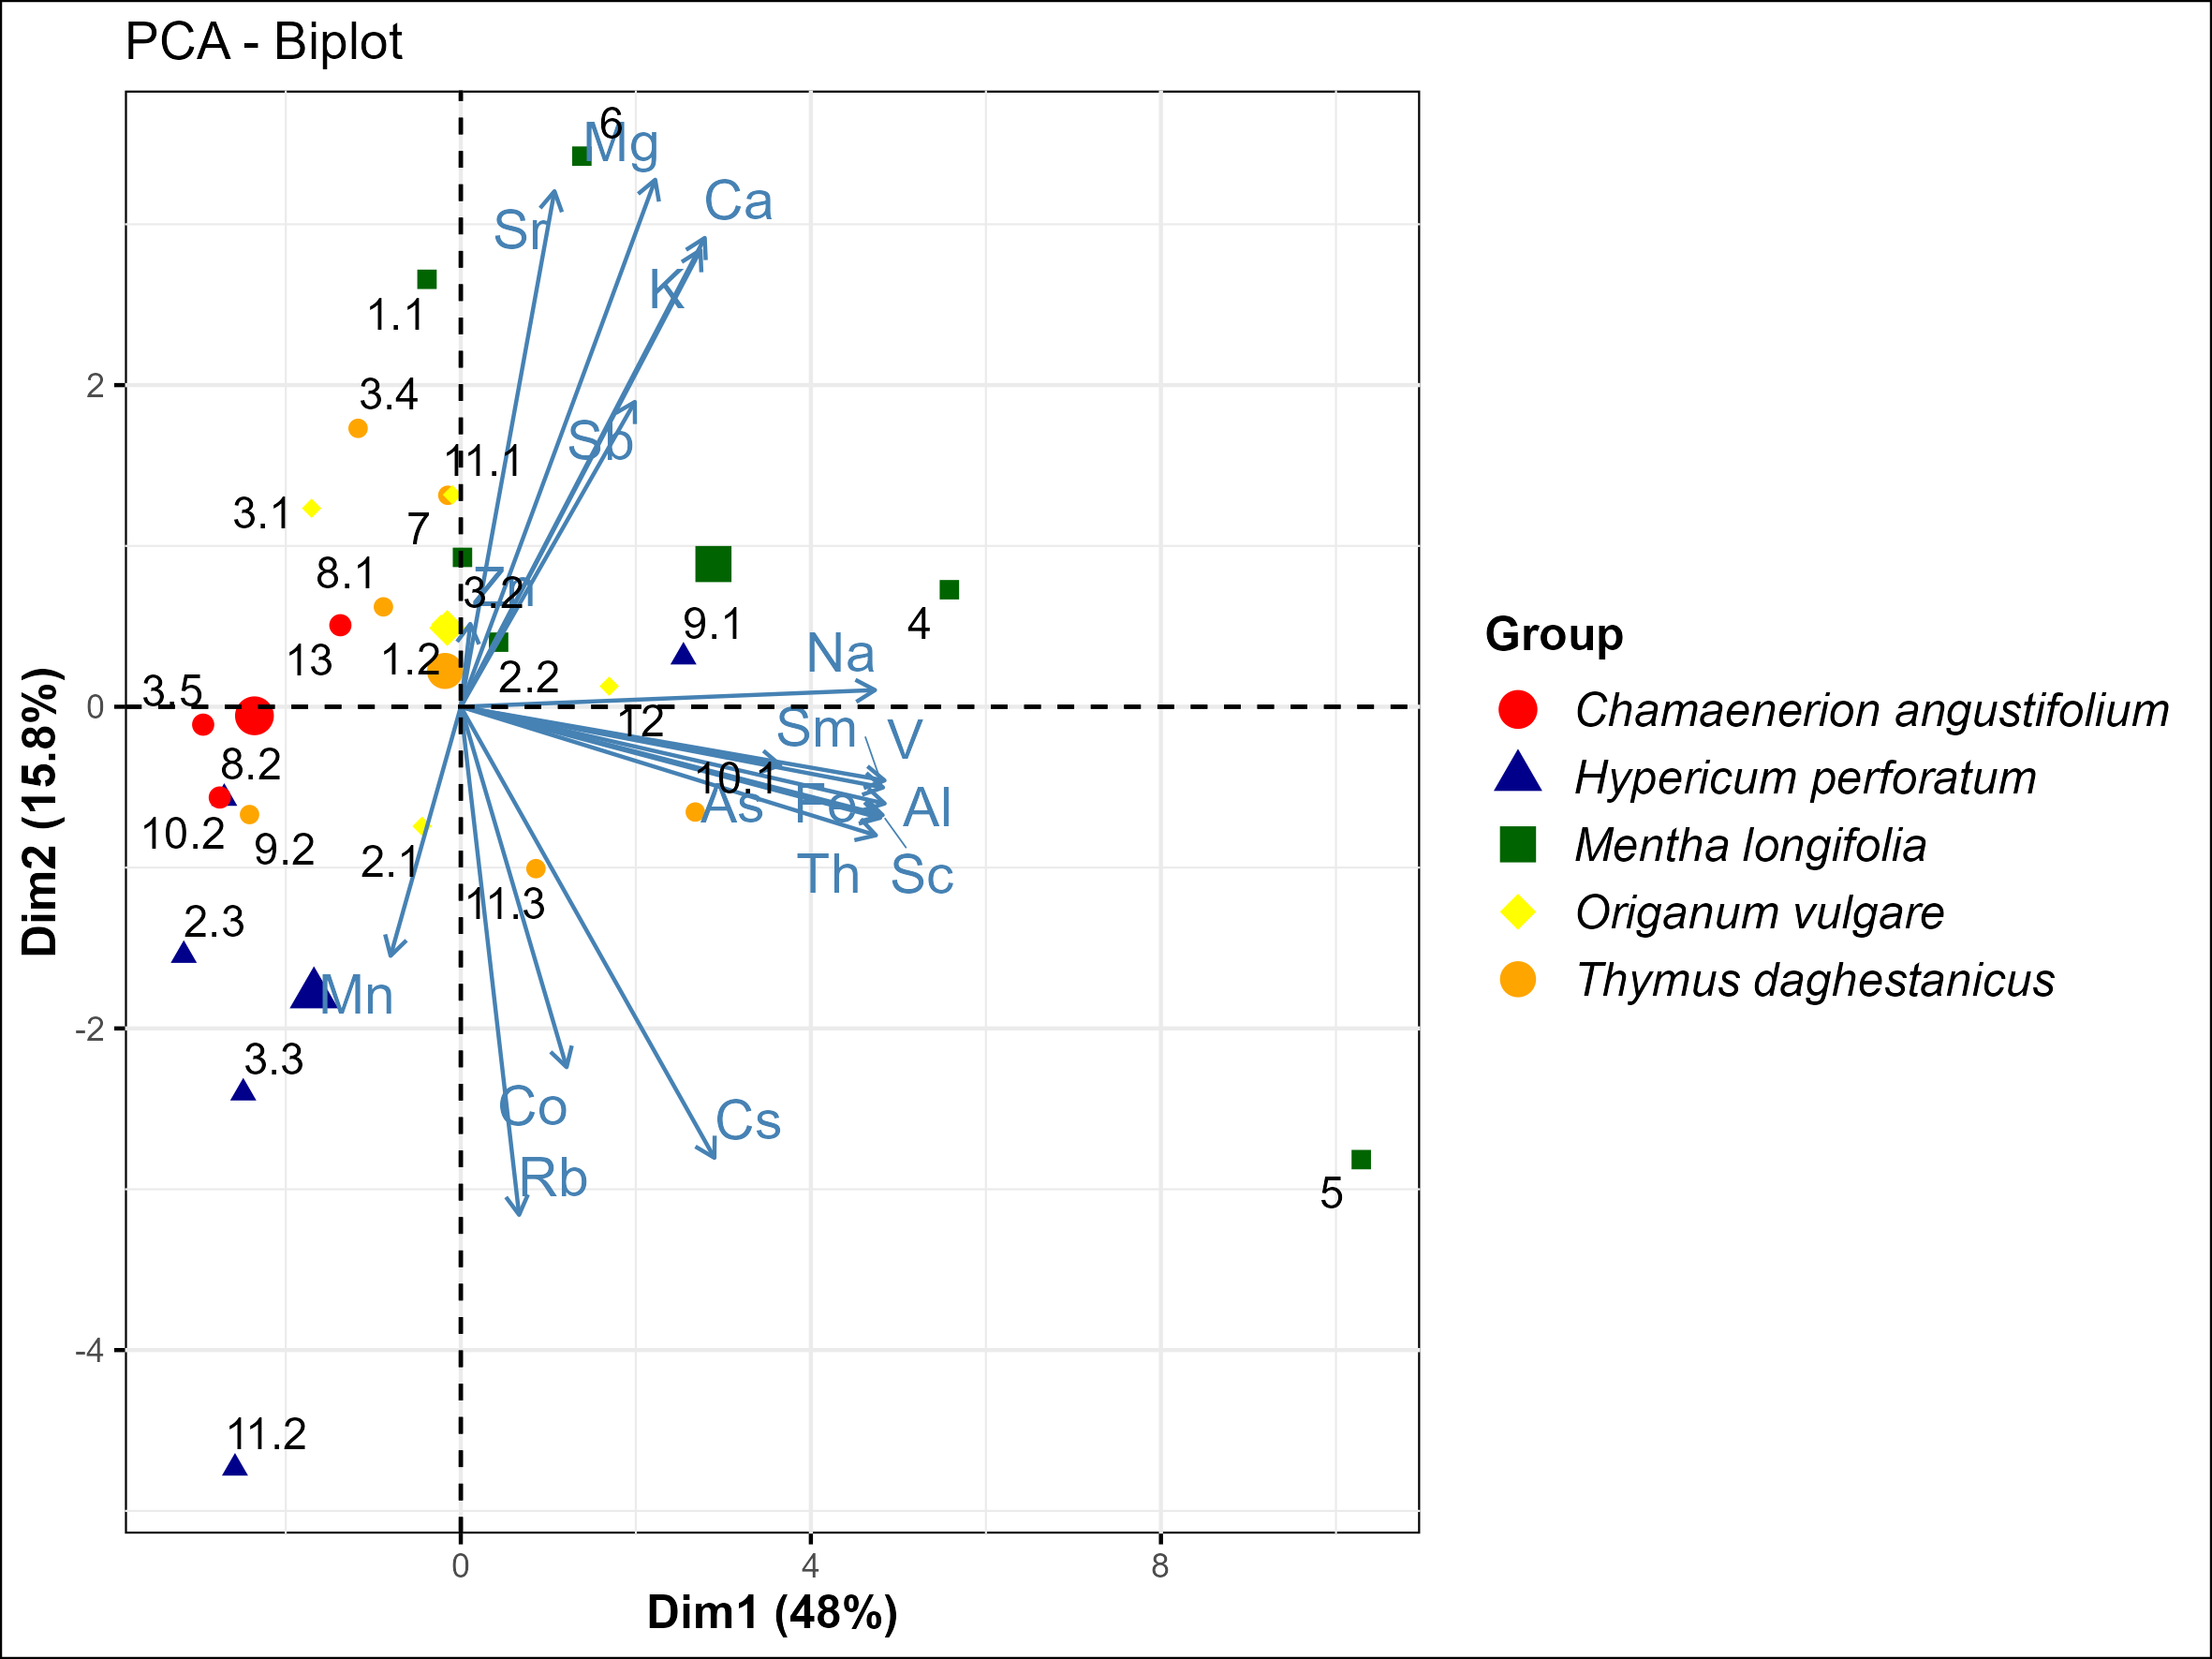 PCA - Biplot
6
Mg
Ca
Sr
K
1.1
2
3.4
Sb
11.1
3.1
7
8.1
Zn
3.2
9.1
4
13
1.2
2.2
Na
3.5
0
12
Sm
V
8.2
10.1
As
Fe
Al
10.2
9.2
2.1
Th
Sc
11.3
2.3
Mn
-2
3.3
Co
Cs
Rb
5
-4
11.2
0
4
8
Dim1 (48%)
Dim2 (15.8%)
Group
Chamaenerion angustifolium
Hypericum perforatum
Mentha longifolia
Origanum vulgare
Thymus daghestanicus